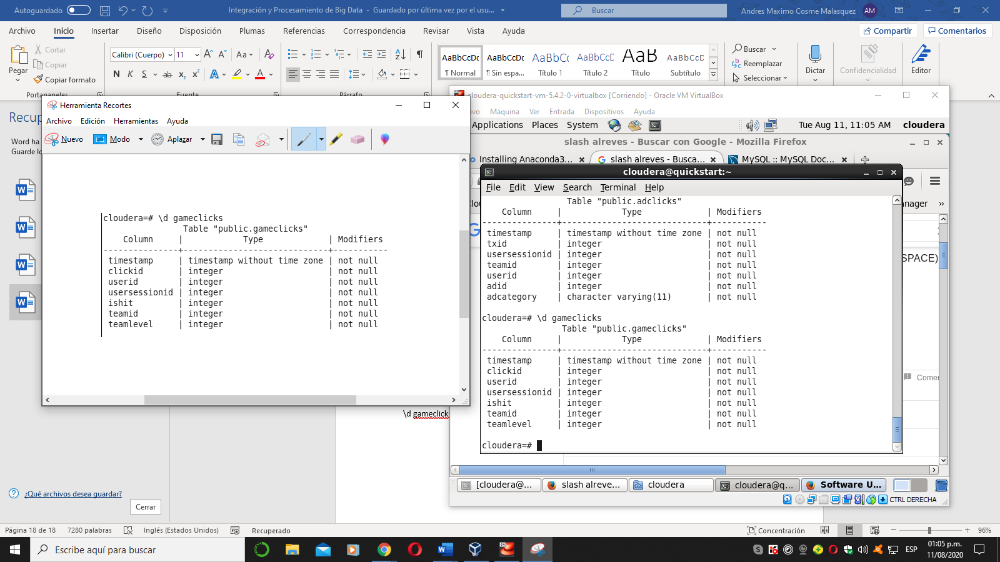 Autoguardado
Integración y Procesamiento de Big Data - Guardado por última vez por el usu...
Buscar
Andres Maximo Cosme Malasquez AM
Archivo Inicio Insertar Diseño Disposición Plumas Referencias Correspondencia Revisar Vista Ayuda
Compartir Comentarios
Pegar
Cortar
Copiar
Copiar formato
Calibri (Cuerpo) 11
N K S ab x₂ x²
AaBbCcDc AaBbCcDc AaBbCc AaBbCcD AaB AaBbCcD
¶ Normal ¶ Sin espa... Título 1 Título 2 Título Subtítulo
Buscar
Reemplazar
Seleccionar
Dictar
Confidencialidad
Editor
Portapapeles Fuente Párrafo
Recup
Word ha
Guarde lo
Herramienta Recortes
Archivo Edición Herramientas Ayuda
Nuevo Modo Aplazar
cloudera=# \d gameclicks
Table "public.gameclicks"
Column | Type | Modifiers
---------------+-----------------------------+-----------
timestamp | timestamp without time zone | not null
clickid | integer | not null
userid | integer | not null
usersessionid | integer | not null
ishit | integer | not null
teamid | integer | not null
teamlevel | integer | not null
\d gameclicks
¿Qué archivos desea guardar?
Cerrar
cloudera-quickstart-vm-5.4.2-0-virtualbox [Corriendo] - Oracle VM VirtualBox
ivo Máquina Ver Entrada Dispositivos Ayuda
Applications Places System
Tue Aug 11, 11:05 AM cloudera
slash alreves - Buscar con Google - Mozilla Firefox
Installing Anaconda3... slash alreves - Busca... MySQL :: MySQL Doc...
anager »
SPACE)
Comer
cloudera@quickstart:~
File Edit View Search Terminal Help
Table "public.adclicks"
Column | Type | Modifiers
---------------+-----------------------------+-----------
timestamp | timestamp without time zone | not null
txid | integer | not null
usersessionid | integer | not null
teamid | integer | not null
userid | integer | not null
adid | integer | not null
adcategory | character varying(11) | not null
cloudera=# \d gameclicks
Table "public.gameclicks"
Column | Type | Modifiers
---------------+-----------------------------+-----------
timestamp | timestamp without time zone | not null
clickid | integer | not null
userid | integer | not null
usersessionid | integer | not null
ishit | integer | not null
teamid | integer | not null
teamlevel | integer | not null
cloudera=#
[cloudera@... slash alreve... cloudera cloudera@q... Software U...
CTRL DERECHA
Página 18 de 18 7280 palabras Inglés (Estados Unidos) Recuperado
Concentración
96%
Escribe aquí para buscar
ESP
01:05 p.m.
11/08/2020